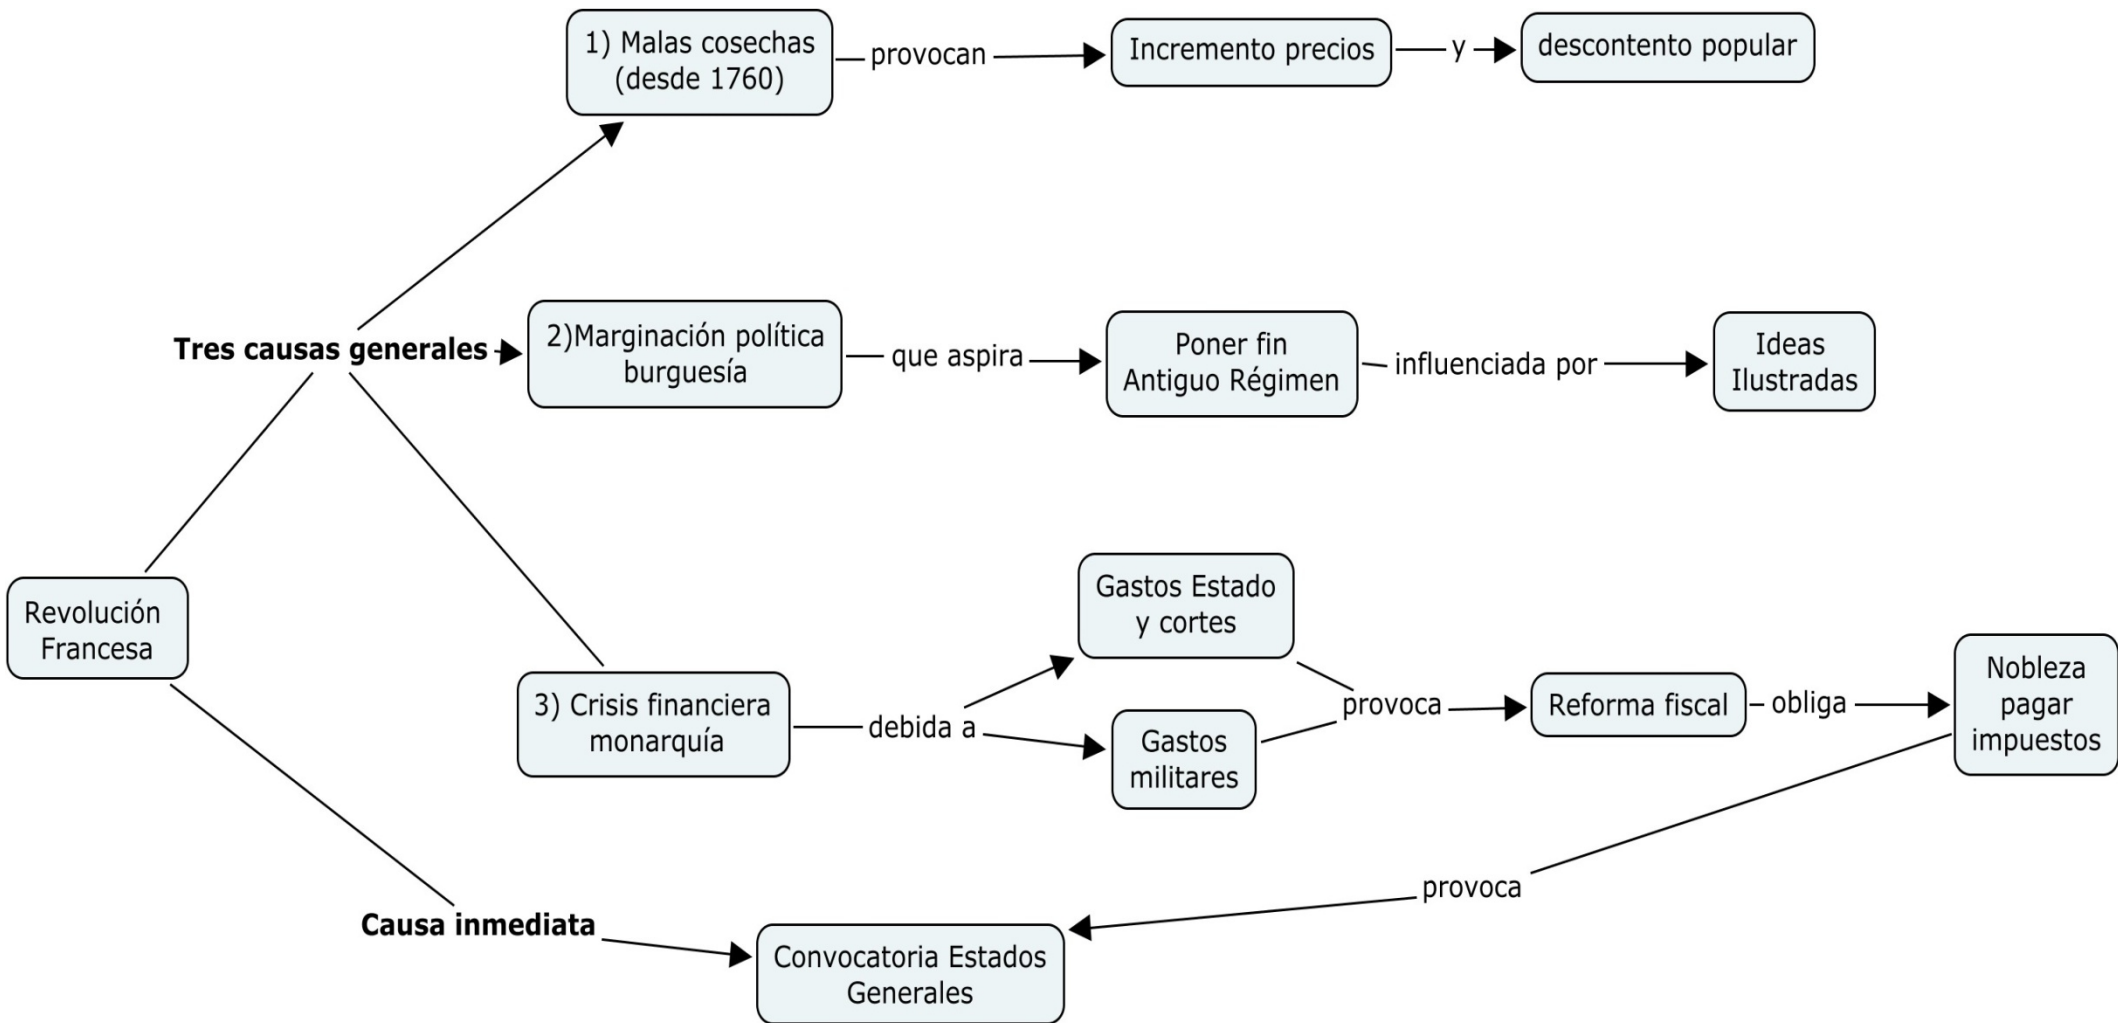 1) Malas cosechas
(desde 1760)
provocan
Incremento precios
y
descontento popular
Tres causas generales
2)Marginación política
burguesía
que aspira
Poner fin
Antiguo Régimen
influenciada por
Ideas
Ilustradas
Revolución
Francesa
3) Crisis financiera
monarquía
debida a
Gastos Estado
y cortes
Gastos
militares
provoca
Reforma fiscal
obliga
Nobleza
pagar
impuestos
provoca
Causa inmediata
Convocatoria Estados
Generales